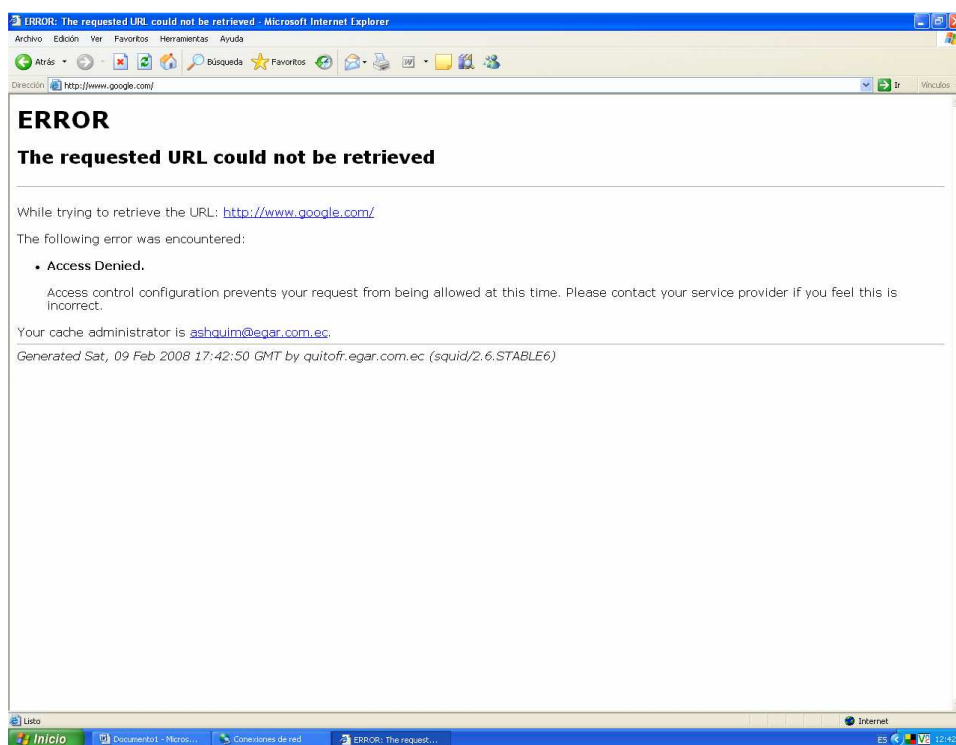 ERROR: The requested URL could not be retrieved - Microsoft Internet Explorer
Archivo Edición Ver Favoritos Herramientas Ayuda
Atrás Búsqueda Favoritos
Dirección http://www.google.com/ Ir Vínculos
ERROR
The requested URL could not be retrieved
While trying to retrieve the URL: http://www.google.com/
The following error was encountered:
• Access Denied.
Access control configuration prevents your request from being allowed at this time. Please contact your service provider if you feel this is
incorrect.
Your cache administrator is ashquim@egar.com.ec.
Generated Sat, 09 Feb 2008 17:42:50 GMT by quitofr.egar.com.ec (squid/2.6.STABLE6)
Listo Internet
Inicio Documento1 - Micros... Conexiones de red ERROR: The request... ES 12:42